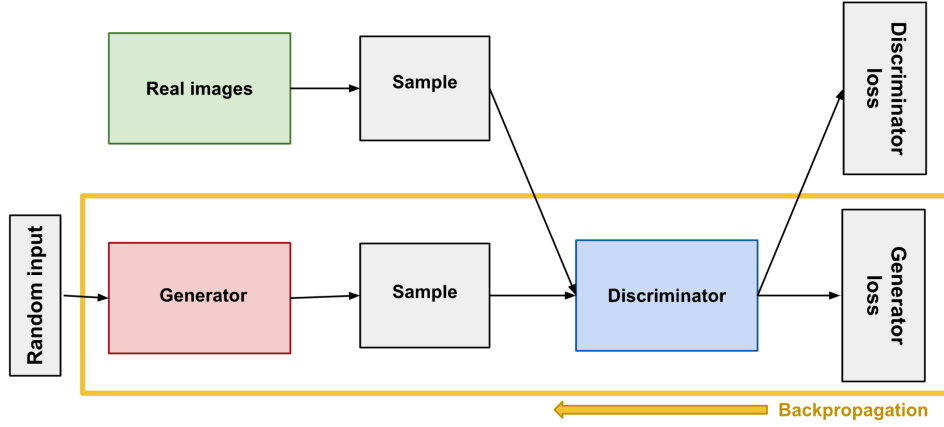 Real images
Sample
Discriminator
loss
Random input
Generator
Sample
Discriminator
Generator
loss
Backpropagation